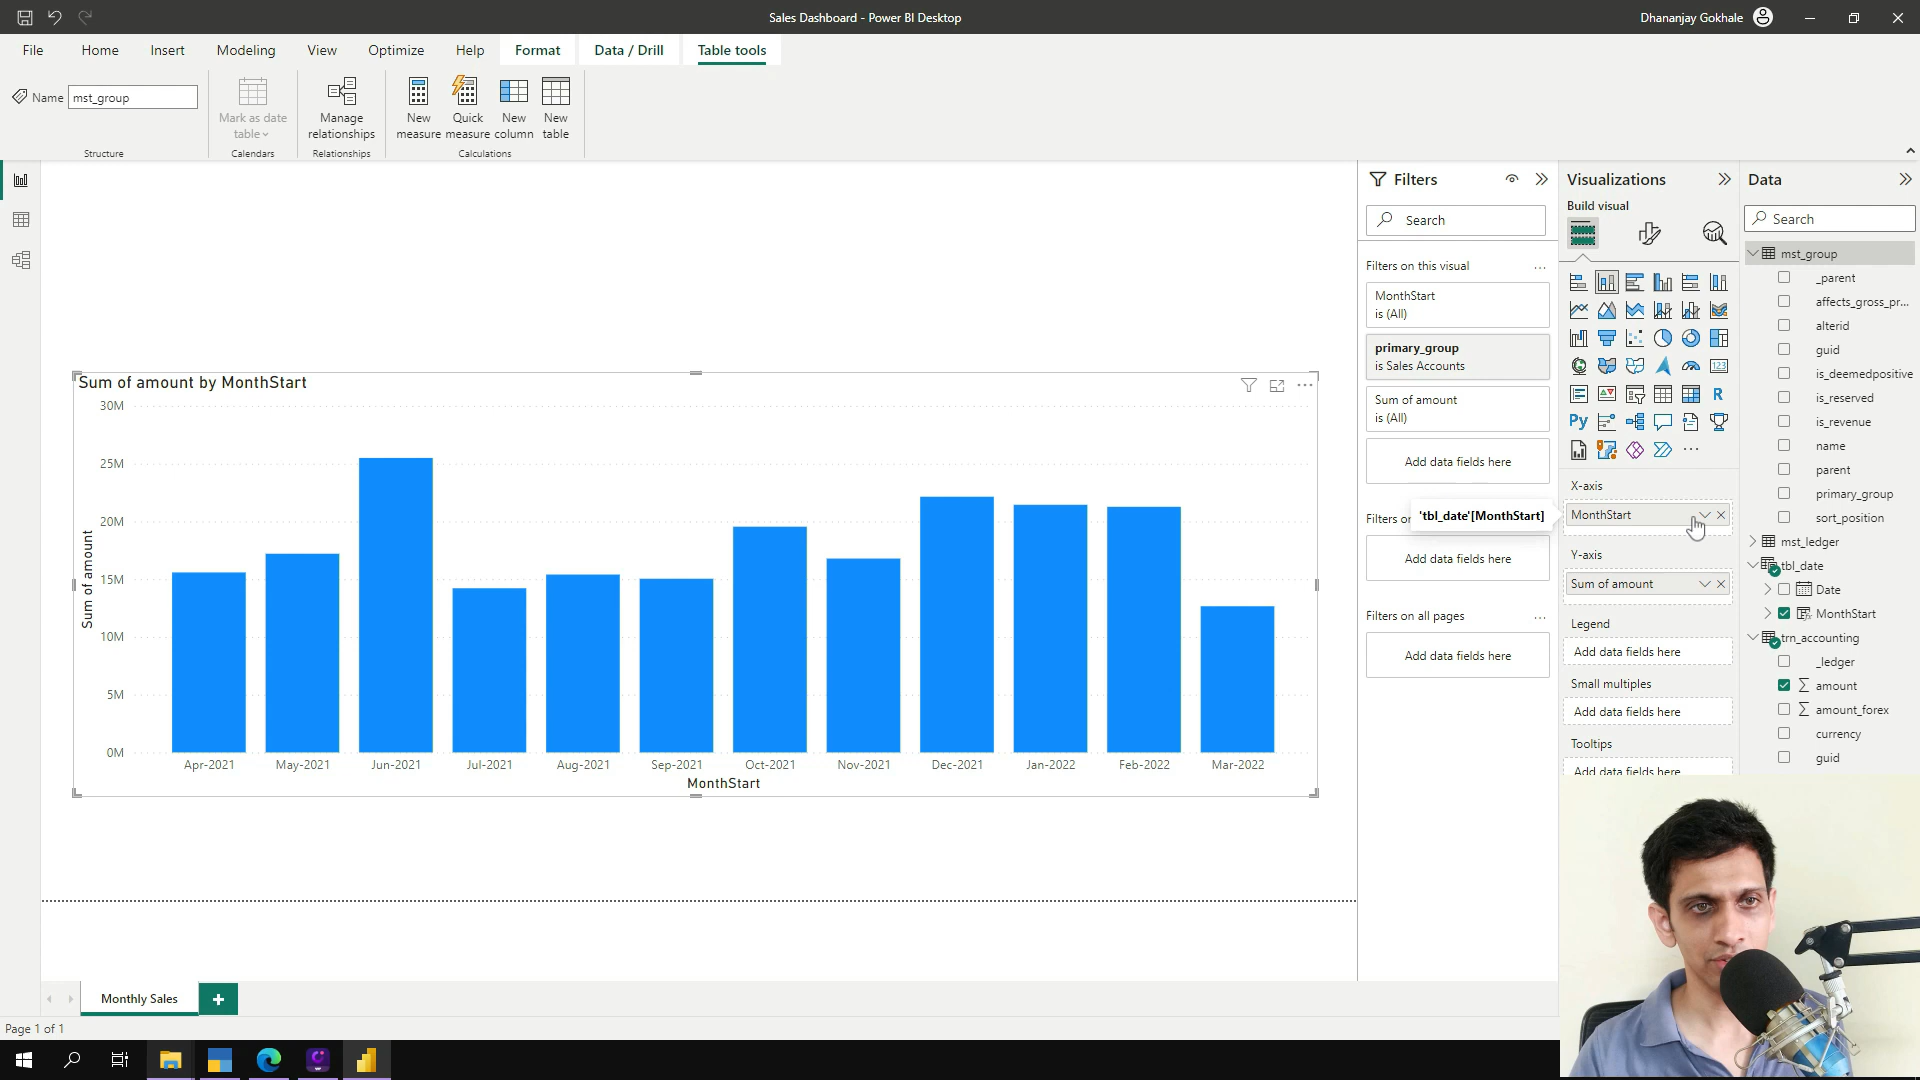 Sales Dashboard - Power BI Desktop
Dhananjay Gokhale
File
Home
Insert
Modeling
View
Optimize
Help
Format
Data / Drill
Table tools
Name
mst_group
Mark as date
table
Manage
relationships
New
measure
Quick
measure
New
column
New
table
Structure
Calendars
Relationships
Calculations
Sum of amount by MonthStart
30M
25M
20M
15M
10M
5M
0M
Sum of amount
Apr-2021
May-2021
Jun-2021
Jul-2021
Aug-2021
Sep-2021
Oct-2021
Nov-2021
Dec-2021
Jan-2022
Feb-2022
Mar-2022
MonthStart
Filters
Search
Filters on this visual
...
MonthStart
is (All)
primary_group
is Sales Accounts
Sum of amount
is (All)
Add data fields here
Filters or
'tbl_date'[MonthStart]
Add data fields here
Filters on all pages
...
Add data fields here
Visualizations
Build visual
R
Py
123
...
X-axis
MonthStart
Y-axis
Sum of amount
Legend
Add data fields here
Small multiples
Add data fields here
Tooltips
Add data fields here
Data
Search
mst_group
_parent
affects_gross_pr...
alterid
guid
is_deemedpositive
is_reserved
is_revenue
name
parent
primary_group
sort_position
mst_ledger
tbl_date
Date
MonthStart
trn_accounting
_ledger
∑ amount
∑ amount_forex
currency
guid
Monthly Sales
+
Page 1 of 1